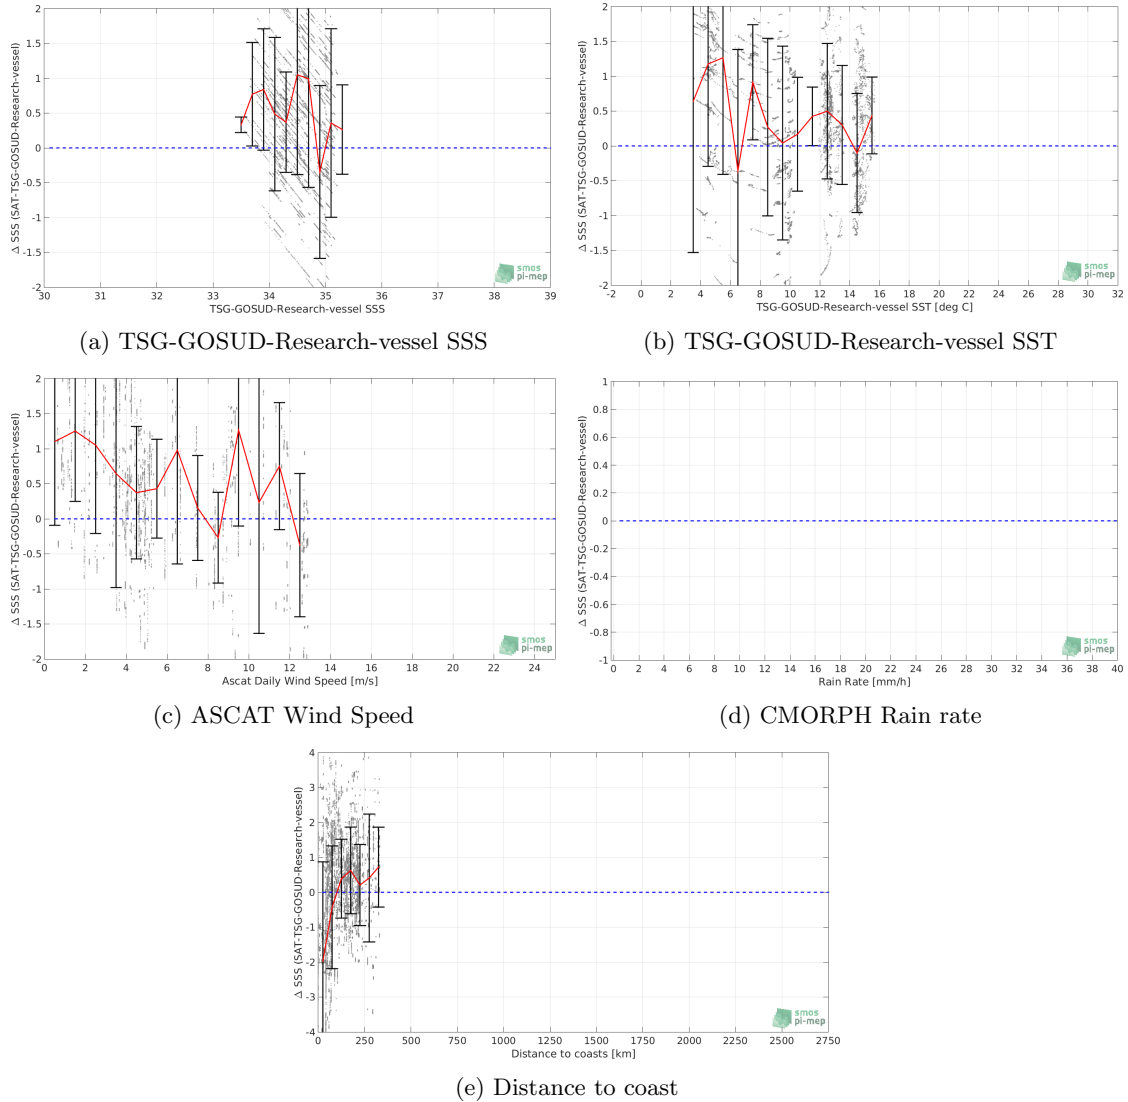 Δ SSS (SAT-TSG-GOSUD-Research-vessel)
2
1.5
1
0.5
0
-0.5
-1
-1.5
-2
30 31 32 33 34 35 36 37 38 39
TSG-GOSUD-Research-vessel SSS
smos
pi-mep
(a) TSG-GOSUD-Research-vessel SSS
Δ SSS (SAT-TSG-GOSUD-Research-vessel)
2
1.5
1
0.5
0
-0.5
-1
-1.5
-2
-2 0 2 4 6 8 10 12 14 16 18 20 22 24 26 28 30 32
TSG-GOSUD-Research-vessel SST [deg C]
smos
pi-mep
(b) TSG-GOSUD-Research-vessel SST
Δ SSS (SAT-TSG-GOSUD-Research-vessel)
2
1.5
1
0.5
0
-0.5
-1
-1.5
-2
0 2 4 6 8 10 12 14 16 18 20 22 24
Ascat Daily Wind Speed [m/s]
smos
pi-mep
(c) ASCAT Wind Speed
Δ SSS (SAT-TSG-GOSUD-Research-vessel)
1
0.8
0.6
0.4
0.2
0
-0.2
-0.4
-0.6
-0.8
-1
0 2 4 6 8 10 12 14 16 18 20 22 24 26 28 30 32 34 36 38 40
Rain Rate [mm/h]
smos
pi-mep
(d) CMORPH Rain rate
Δ SSS (SAT-TSG-GOSUD-Research-vessel)
4
3
2
1
0
-1
-2
-3
-4
0 250 500 750 1000 1250 1500 1750 2000 2250 2500 2750
Distance to coasts [km]
smos
pi-mep
(e) Distance to coast